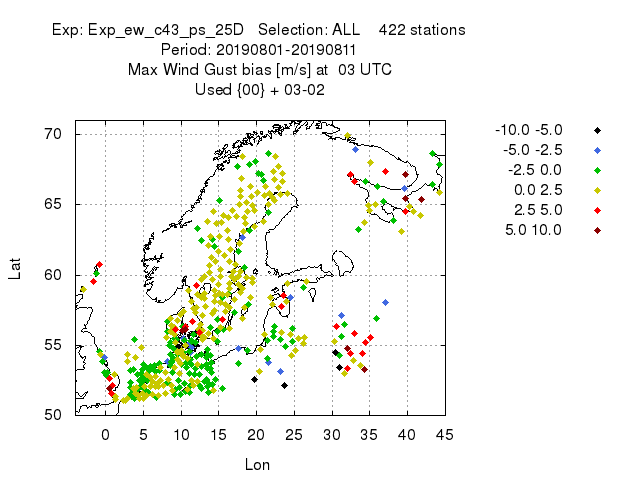 Exp: Exp_ew_c43_ps_25D Selection: ALL 422 stations
Period: 20190801-20190811
Max Wind Gust bias [m/s] at 03 UTC
Used {00} + 03-02
-10.0 -5.0
-5.0 -2.5
-2.5 0.0
0.0 2.5
2.5 5.0
5.0 10.0
70
65
60
55
50
Lat
0 5 10 15 20 25 30 35 40 45
Lon